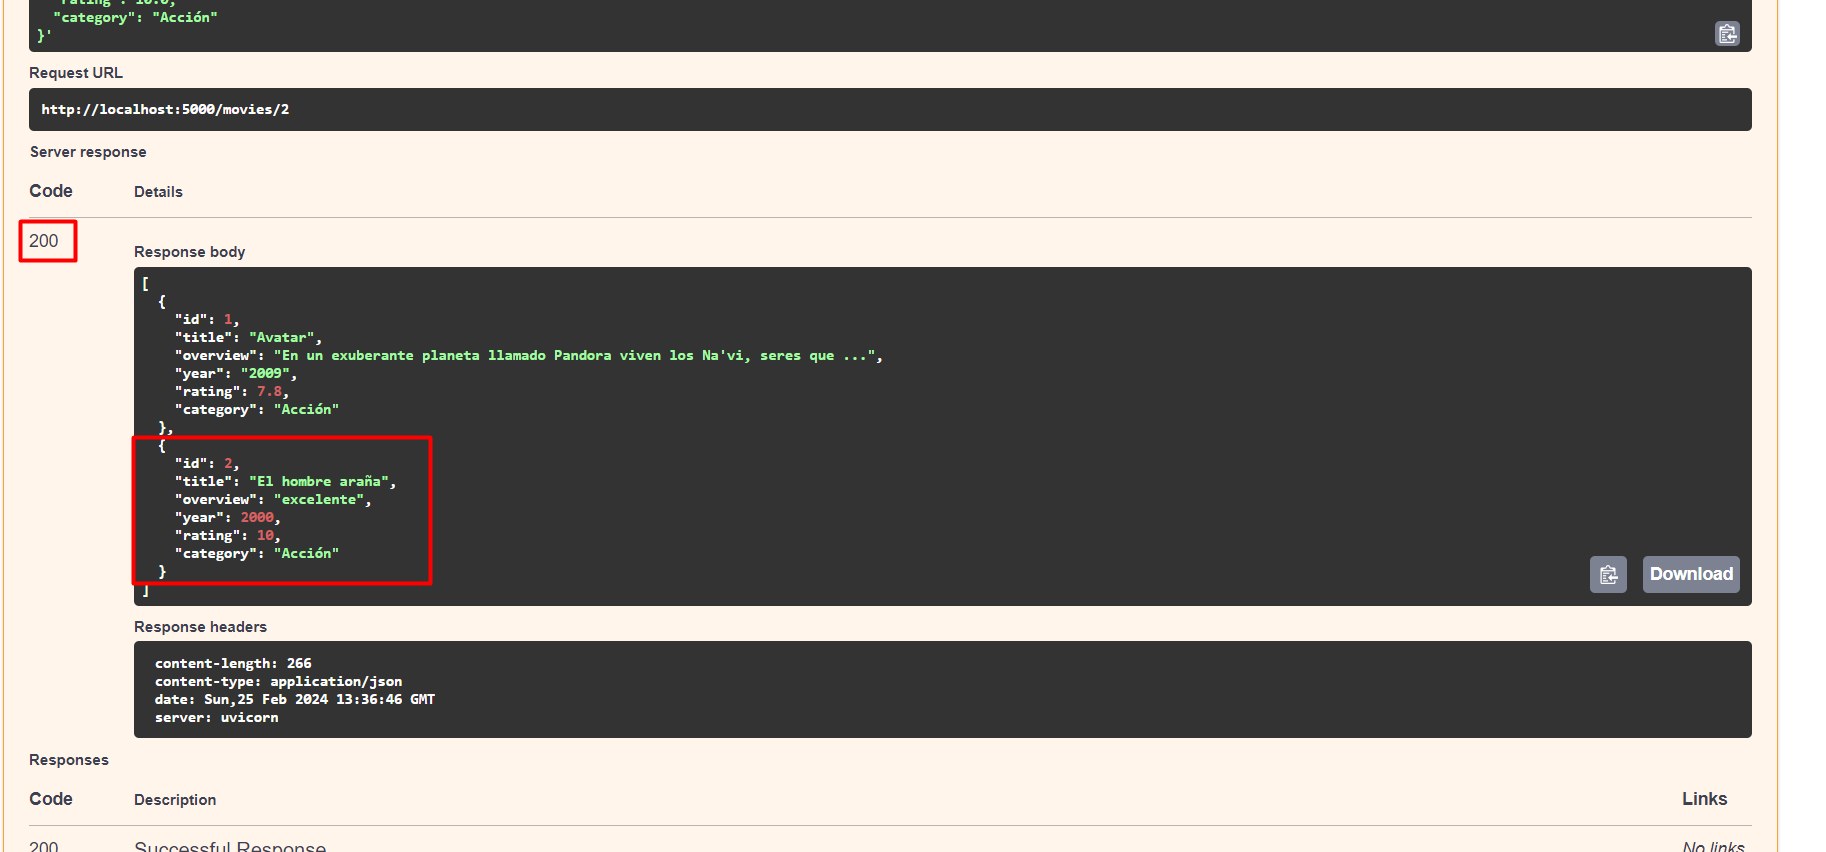 "rating": 10.0,
"category": "Acción"
}'
Request URL
http://localhost:5000/movies/2
Server response
Code Details
200
Response body
[
{
"id": 1,
"title": "Avatar",
"overview": "En un exuberante planeta llamado Pandora viven los Na'vi, seres que ...",
"year": "2009",
"rating": 7.8,
"category": "Acción"
},
{
"id": 2,
"title": "El hombre araña",
"overview": "excelente",
"year": 2000,
"rating": 10,
"category": "Acción"
}
]
Download
Response headers
content-length: 266
content-type: application/json
date: Sun,25 Feb 2024 13:36:46 GMT
server: uvicorn
Responses
Code Description Links
200 Successful Response No links